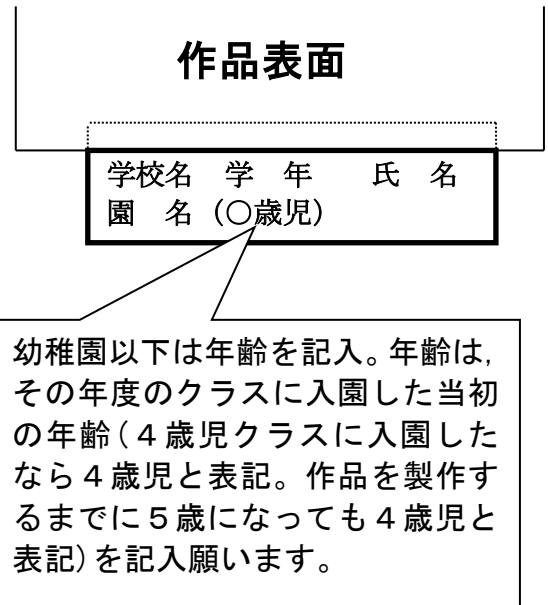 作品表面
学校名　学　年　　氏　名
園　名（○歳児）
幼稚園以下は年齢を記入。年齢は，
その年度のクラスに入園した当初
の年齢（４歳児クラスに入園した
なら４歳児と表記。作品を製作す
るまでに５歳になっても４歳児と
表記）を記入願います。